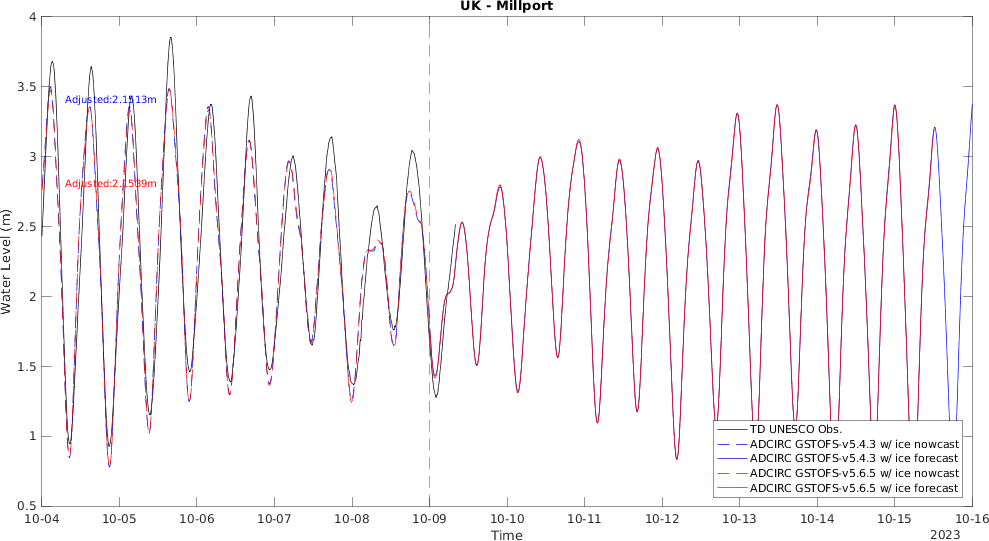 UK - Millport
4
3.5
3
2.5
2
1.5
1
0.5
Water Level (m)
Adjusted:2.1513m
Adjusted:2.1539m
TD UNESCO Obs.
ADCIRC GSTOFS-v5.4.3 w/ ice nowcast
ADCIRC GSTOFS-v5.4.3 w/ ice forecast
ADCIRC GSTOFS-v5.6.5 w/ ice nowcast
ADCIRC GSTOFS-v5.6.5 w/ ice forecast
10-04 10-05 10-06 10-07 10-08 10-09 10-10 10-11 10-12 10-13 10-14 10-15 10-16
Time
2023